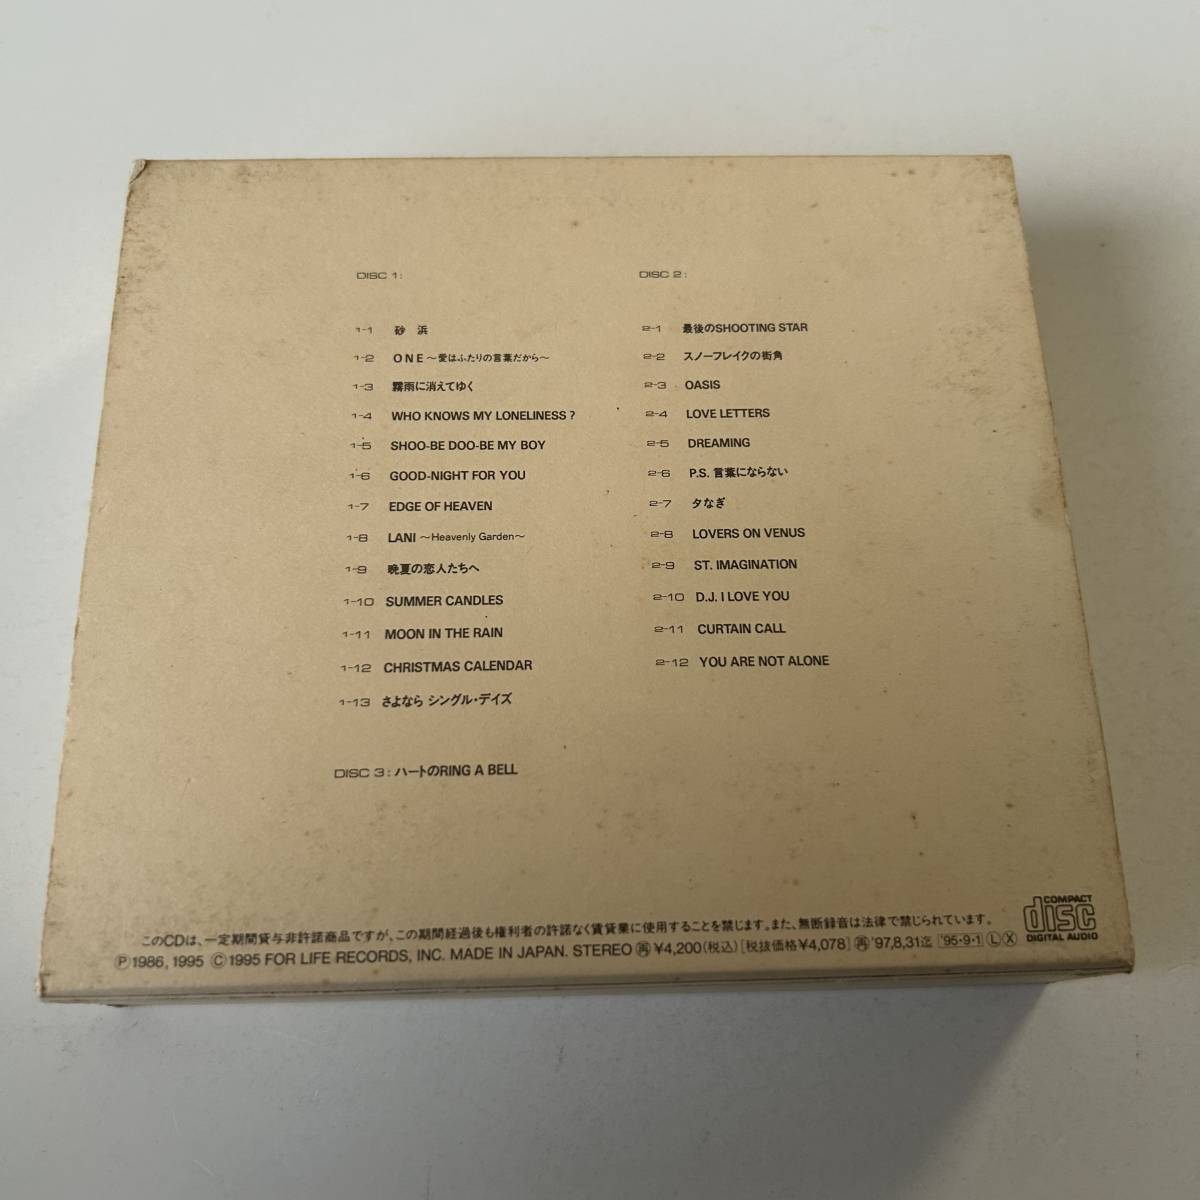 DISC 1:
1-1 砂 浜
1-2 ONE ～愛はふたりの言葉だから～
1-3 霧雨に消えてゆく
1-4 WHO KNOWS MY LONELINESS ?
1-5 SHOO-BE DOO-BE MY BOY
1-6 GOOD-NIGHT FOR YOU
1-7 EDGE OF HEAVEN
1-8 LANI ～Heavenly Garden～
1-9 晩夏の恋人たちへ
1-10 SUMMER CANDLES
1-11 MOON IN THE RAIN
1-12 CHRISTMAS CALENDAR
1-13 さよなら シングル・デイズ
DISC 2:
2-1 最後のSHOOTING STAR
2-2 スノーフレイクの街角
2-3 OASIS
2-4 LOVE LETTERS
2-5 DREAMING
2-6 P.S. 言葉にならない
2-7 夕なぎ
2-8 LOVERS ON VENUS
2-9 ST. IMAGINATION
2-10 D.J. I LOVE YOU
2-11 CURTAIN CALL
2-12 YOU ARE NOT ALONE
DISC 3 : ハートのRING A BELL
このCDは、一定期間貸与非許諾商品ですが、この期間経過後も権利者の許諾なく賃貸業に使用することを禁じます。また、無断録音は法律で禁じられています。
Ⓟ1986, 1995 Ⓒ1995 FOR LIFE RECORDS, INC. MADE IN JAPAN. STEREO ㊢¥4,200(税込)[税抜価格¥4,078]㊢'97,8,31迄 ['95・9・1] Ⓛ Ⓧ
COMPACT
disc
DIGITAL AUDIO